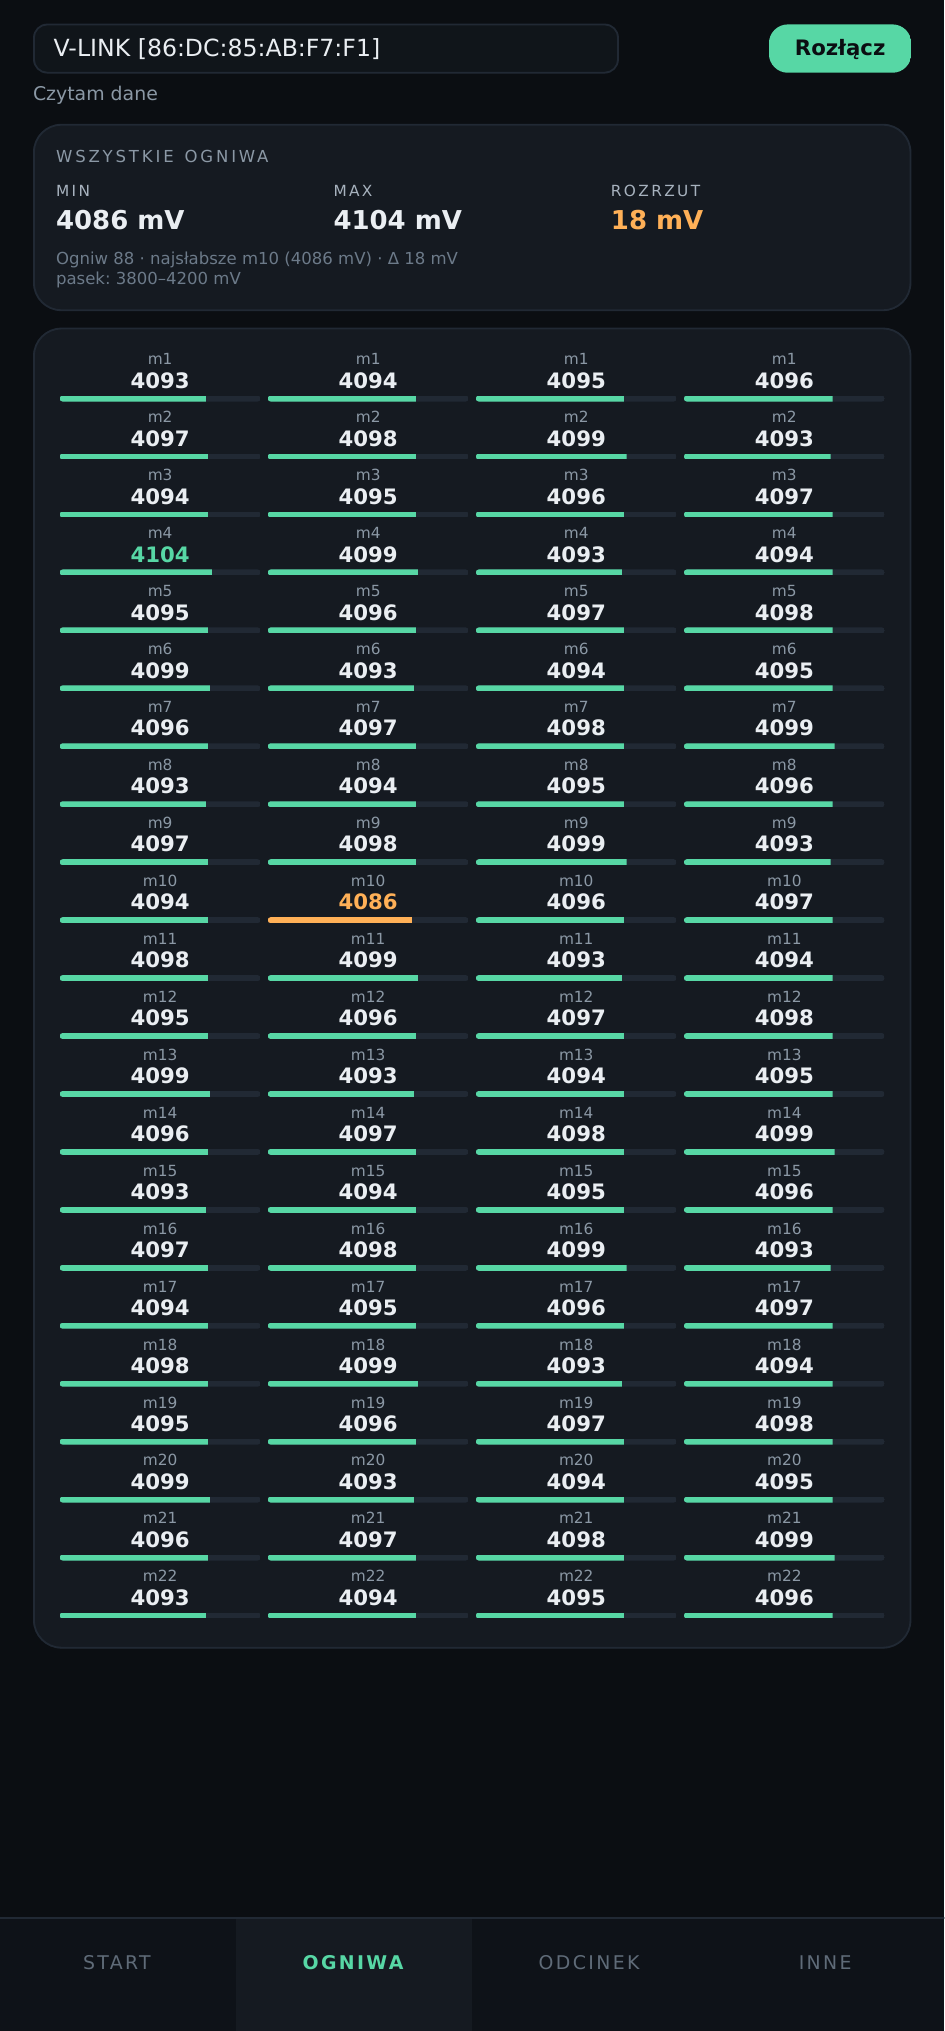 V-LINK [86:DC:85:AB:F7:F1]
Rozłącz
Czytam dane
WSZYSTKIE OGNIWA
MIN MAX ROZRZUT
4086 mV 4104 mV 18 mV
Ogniw 88 · najsłabsze m10 (4086 mV) · Δ 18 mV
pasek: 3800–4200 mV
m1 m1 m1 m1
4093 4094 4095 4096
m2 m2 m2 m2
4097 4098 4099 4093
m3 m3 m3 m3
4094 4095 4096 4097
m4 m4 m4 m4
4104 4099 4093 4094
m5 m5 m5 m5
4095 4096 4097 4098
m6 m6 m6 m6
4099 4093 4094 4095
m7 m7 m7 m7
4096 4097 4098 4099
m8 m8 m8 m8
4093 4094 4095 4096
m9 m9 m9 m9
4097 4098 4099 4093
m10 m10 m10 m10
4094 4086 4096 4097
m11 m11 m11 m11
4098 4099 4093 4094
m12 m12 m12 m12
4095 4096 4097 4098
m13 m13 m13 m13
4099 4093 4094 4095
m14 m14 m14 m14
4096 4097 4098 4099
m15 m15 m15 m15
4093 4094 4095 4096
m16 m16 m16 m16
4097 4098 4099 4093
m17 m17 m17 m17
4094 4095 4096 4097
m18 m18 m18 m18
4098 4099 4093 4094
m19 m19 m19 m19
4095 4096 4097 4098
m20 m20 m20 m20
4099 4093 4094 4095
m21 m21 m21 m21
4096 4097 4098 4099
m22 m22 m22 m22
4093 4094 4095 4096
START OGNIWA ODCINEK INNE